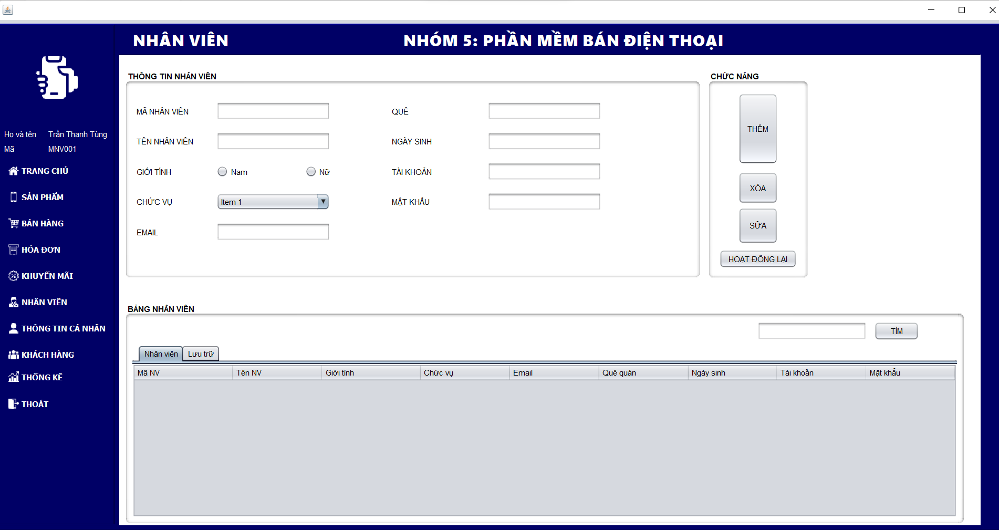 NHÂN VIÊN
NHÓM 5: PHẦN MỀM BÁN ĐIỆN THOẠI
Họ và tên Trần Thanh Tùng
Mã MNV001
TRANG CHỦ
SẢN PHẨM
BÁN HÀNG
HÓA ĐƠN
KHUYẾN MÃI
NHÂN VIÊN
THÔNG TIN CÁ NHÂN
KHÁCH HÀNG
THỐNG KÊ
THOÁT
THÔNG TIN NHÂN VIÊN
MÃ NHÂN VIÊN
TÊN NHÂN VIÊN
GIỚI TÍNH Nam Nữ
CHỨC VỤ Item 1
EMAIL
QUÊ
NGÀY SINH
TÀI KHOẢN
MẬT KHẨU
CHỨC NĂNG
THÊM
XÓA
SỬA
HOẠT ĐỘNG LẠI
BẢNG NHÂN VIÊN
TÌM
Nhân viên Lưu trữ
Mã NV Tên NV Giới tính Chức vụ Email Quê quán Ngày sinh Tài khoản Mật khẩu